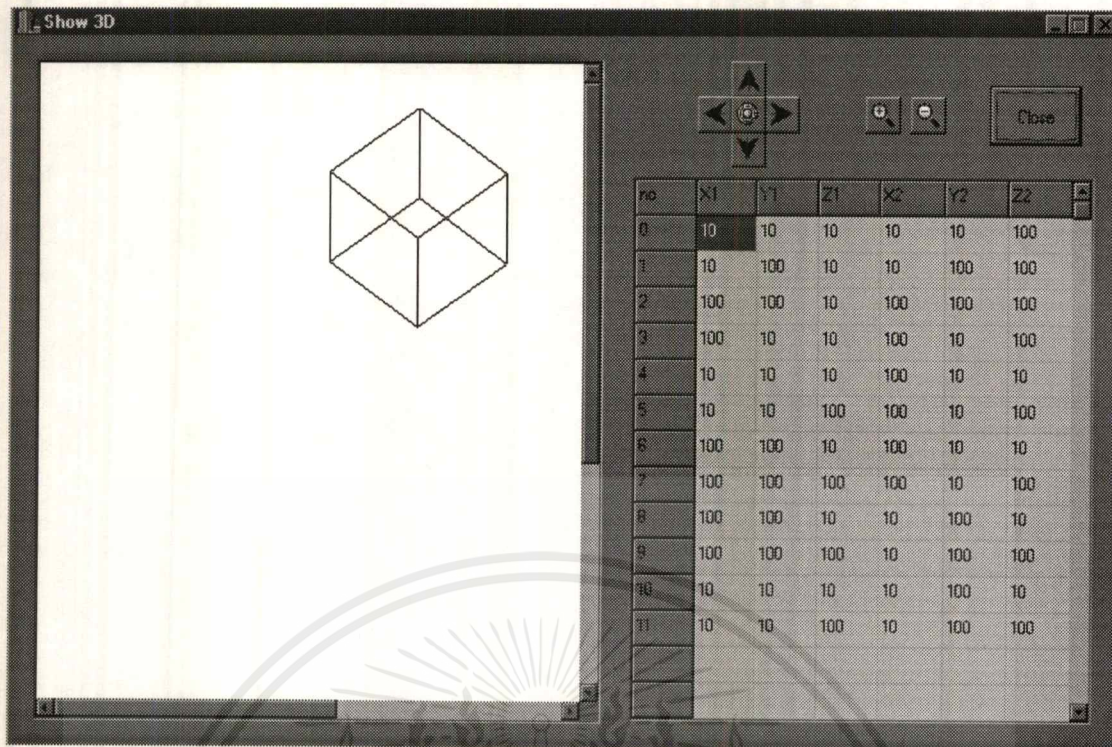 Show 3D
Close
no X1 Y1 Z1 X2 Y2 Z2
0 10 10 10 10 10 100
1 10 100 10 10 100 100
2 100 100 10 100 100 100
3 100 10 10 100 10 100
4 10 10 10 100 10 10
5 10 10 100 100 10 100
6 100 100 10 100 10 10
7 100 100 100 100 10 100
8 100 100 10 10 100 10
9 100 100 100 10 100 100
10 10 10 10 10 100 10
11 10 10 100 10 100 100